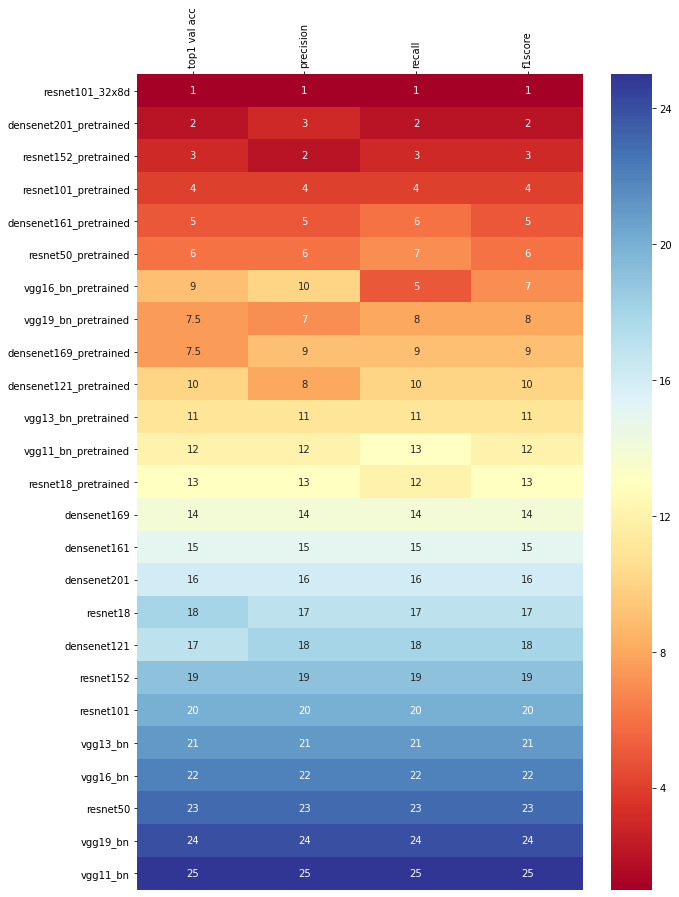 top1 val acc precision recall f1score
resnet101_32x8d 1 1 1 1
densenet201_pretrained 2 3 2 2
resnet152_pretrained 3 2 3 3
resnet101_pretrained 4 4 4 4
densenet161_pretrained 5 5 6 5
resnet50_pretrained 6 6 7 6
vgg16_bn_pretrained 9 10 5 7
vgg19_bn_pretrained 7.5 7 8 8
densenet169_pretrained 7.5 9 9 9
densenet121_pretrained 10 8 10 10
vgg13_bn_pretrained 11 11 11 11
vgg11_bn_pretrained 12 12 13 12
resnet18_pretrained 13 13 12 13
densenet169 14 14 14 14
densenet161 15 15 15 15
densenet201 16 16 16 16
resnet18 18 17 17 17
densenet121 17 18 18 18
resnet152 19 19 19 19
resnet101 20 20 20 20
vgg13_bn 21 21 21 21
vgg16_bn 22 22 22 22
resnet50 23 23 23 23
vgg19_bn 24 24 24 24
vgg11_bn 25 25 25 25
24
20
16
12
8
4